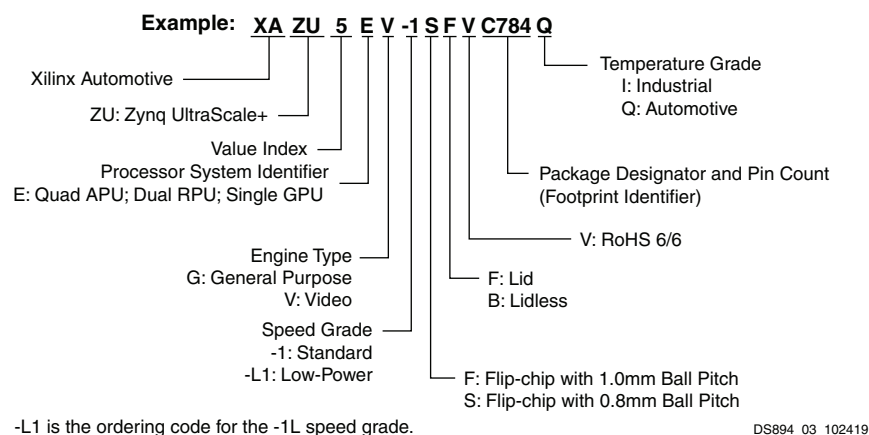 Example: XA ZU 5 E V -1 S F V C784 Q
Xilinx Automotive
ZU: Zynq UltraScale+
Value Index
Processor System Identifier
E: Quad APU; Dual RPU; Single GPU
Engine Type
G: General Purpose
V: Video
Speed Grade
-1: Standard
-L1: Low-Power
Temperature Grade
I: Industrial
Q: Automotive
Package Designator and Pin Count
(Footprint Identifier)
V: RoHS 6/6
F: Lid
B: Lidless
F: Flip-chip with 1.0mm Ball Pitch
S: Flip-chip with 0.8mm Ball Pitch
-L1 is the ordering code for the -1L speed grade.
DS894_03_102419